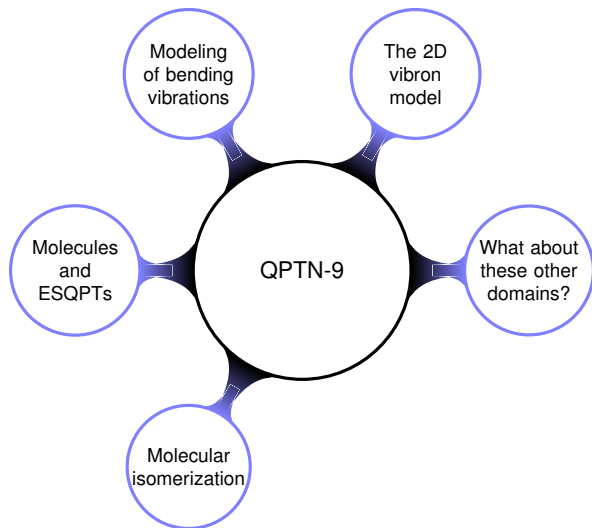 Modeling
of bending
vibrations
The 2D
vibron
model
Molecules
and
ESQPTs
QPTN-9
What about
these other
domains?
Molecular
isomerization